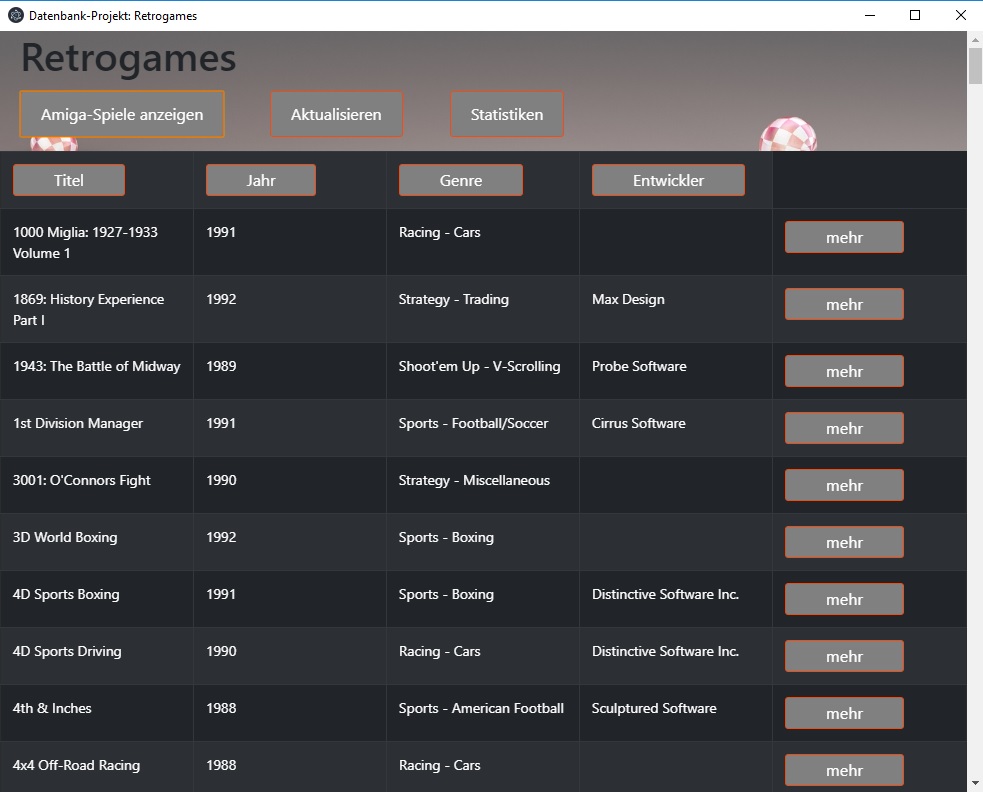 Datenbank-Projekt: Retrogames
Retrogames
Amiga-Spiele anzeigen Aktualisieren Statistiken
Titel Jahr Genre Entwickler
1000 Miglia: 1927-1933 1991 Racing - Cars mehr
Volume 1
1869: History Experience 1992 Strategy - Trading Max Design mehr
Part I
1943: The Battle of Midway 1989 Shoot'em Up - V-Scrolling Probe Software mehr
1st Division Manager 1991 Sports - Football/Soccer Cirrus Software mehr
3001: O'Connors Fight 1990 Strategy - Miscellaneous mehr
3D World Boxing 1992 Sports - Boxing mehr
4D Sports Boxing 1991 Sports - Boxing Distinctive Software Inc. mehr
4D Sports Driving 1990 Racing - Cars Distinctive Software Inc. mehr
4th & Inches 1988 Sports - American Football Sculptured Software mehr
4x4 Off-Road Racing 1988 Racing - Cars mehr